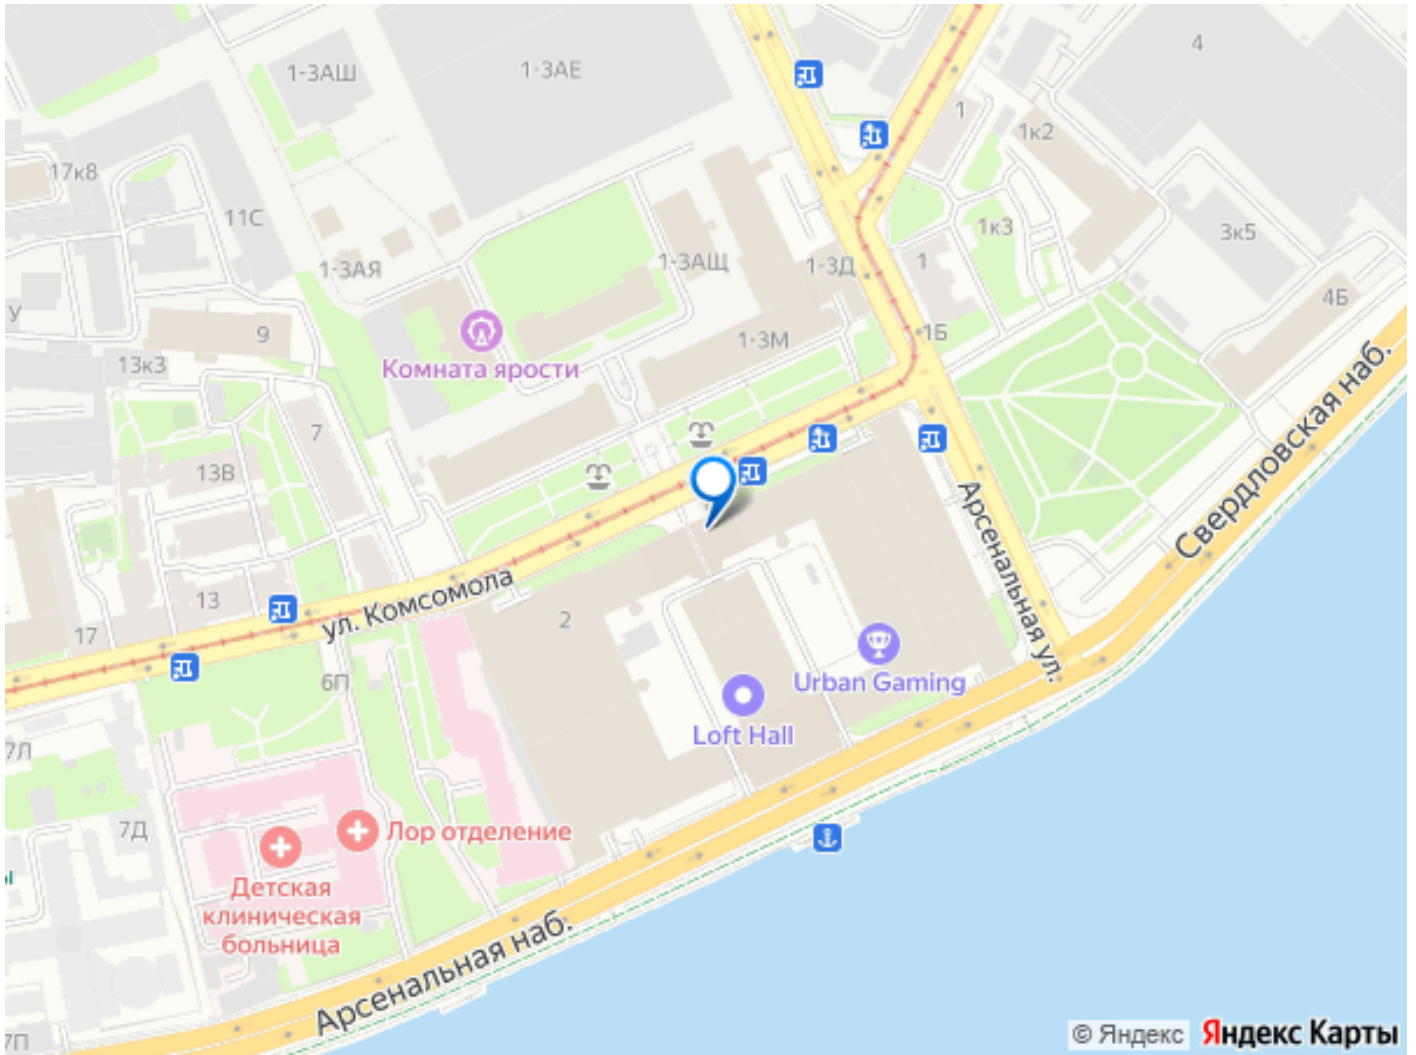 4
1-3АШ
1-3АЕ
1
1к2
17к8
11С
1к3
3к5
1-3АЯ
1-3АЩ
1-3Д
1
4Б
У
9
1-3М
1Б
13к3
Комната ярости
7
13В
Свердловская наб.
Арсенальная ул.
ул. Комсомола
13
2
17
6П
Urban Gaming
Loft Hall
7Л
7Д
Лор отделение
ы
Детская
клиническая
больница
Арсенальная наб.
7П
© Яндекс
Яндекс Карты